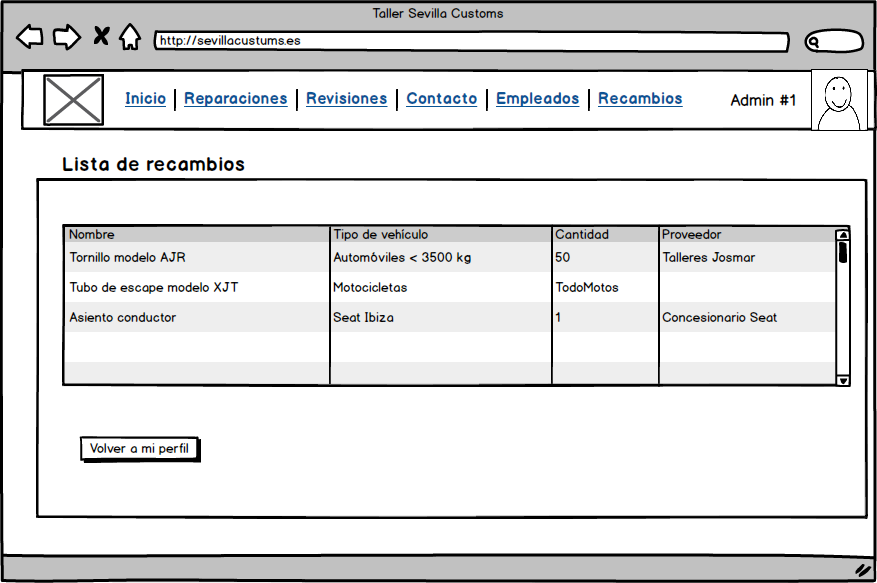 Taller Sevilla Customs
http://sevillacustums.es
Inicio | Reparaciones | Revisiones | Contacto | Empleados | Recambios Admin #1
Lista de recambios
Nombre Tipo de vehículo Cantidad Proveedor
Tornillo modelo AJR Automóviles < 3500 kg 50 Talleres Josmar
Tubo de escape modelo XJT Motocicletas TodoMotos
Asiento conductor Seat Ibiza 1 Concesionario Seat
Volver a mi perfil